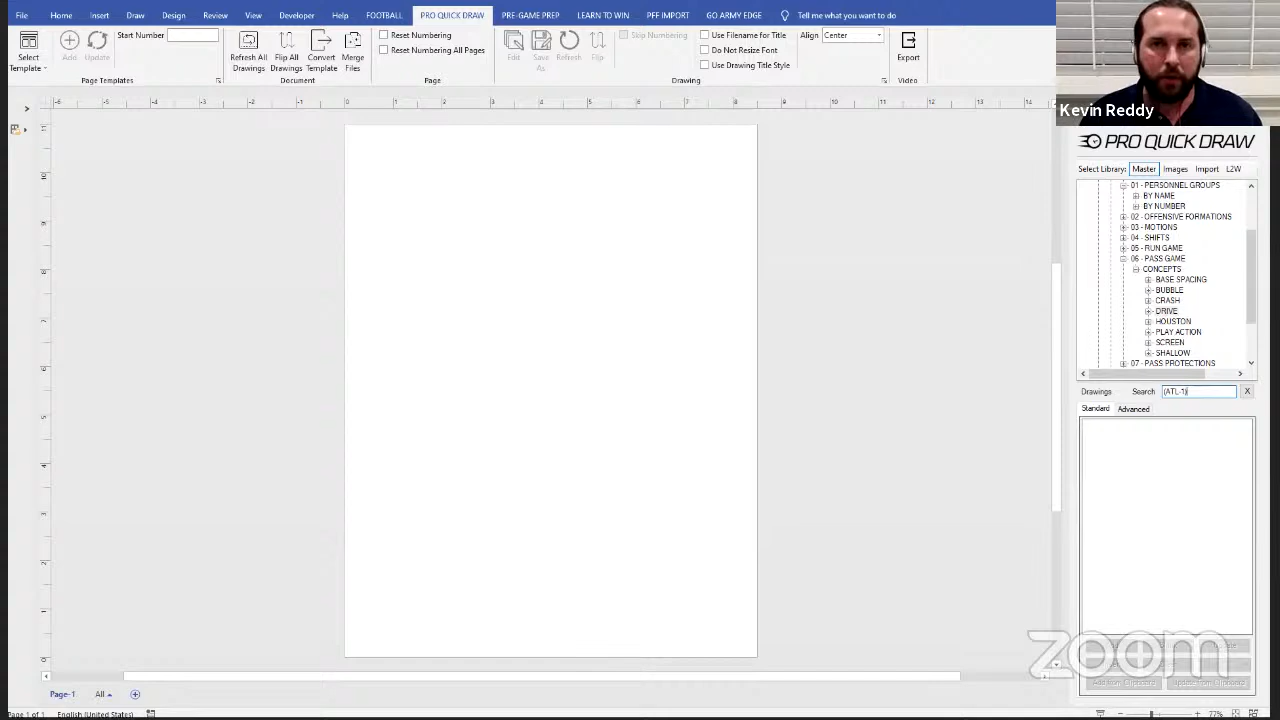 File Home Insert Draw Design Review View Developer Help FOOTBALL PRO QUICK DRAW PRE-GAME PREP LEARN TO WIN PFF IMPORT GO ARMY EDGE Tell me what you want to do
Select Template Add Update Start Number
Page Templates
Refresh All Drawings Flip All Drawings Convert Template Merge Files
Document
Reset Numbering
Reset Numbering All Pages
Page
Edit Save As Refresh Flip Skip Numbering
Use Filename for Title
Do Not Resize Font
Use Drawing Title Style
Align Center
Drawing
Export
Video
Kevin Reddy
PRO QUICK DRAW
Select Library: Master Images Import L2W
01 - PERSONNEL GROUPS
BY NAME
BY NUMBER
02 - OFFENSIVE FORMATIONS
03 - MOTIONS
04 - SHIFTS
05 - RUN GAME
06 - PASS GAME
CONCEPTS
BASE SPACING
BUBBLE
CRASH
DRIVE
HOUSTON
PLAY ACTION
SCREEN
SHALLOW
07 - PASS PROTECTIONS
Drawings Search (ATL-1) X
Standard Advanced
zoom
Page-1 All
Page 1 of 1 English (United States) 77%